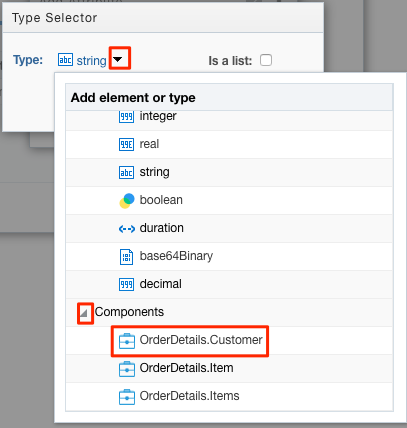 Type Selector
Type: abc string Is a list:
Add element or type
999 integer
99E real
abc string
boolean
duration
base64Binary
999 decimal
Components
OrderDetails.Customer
OrderDetails.Item
OrderDetails.Items